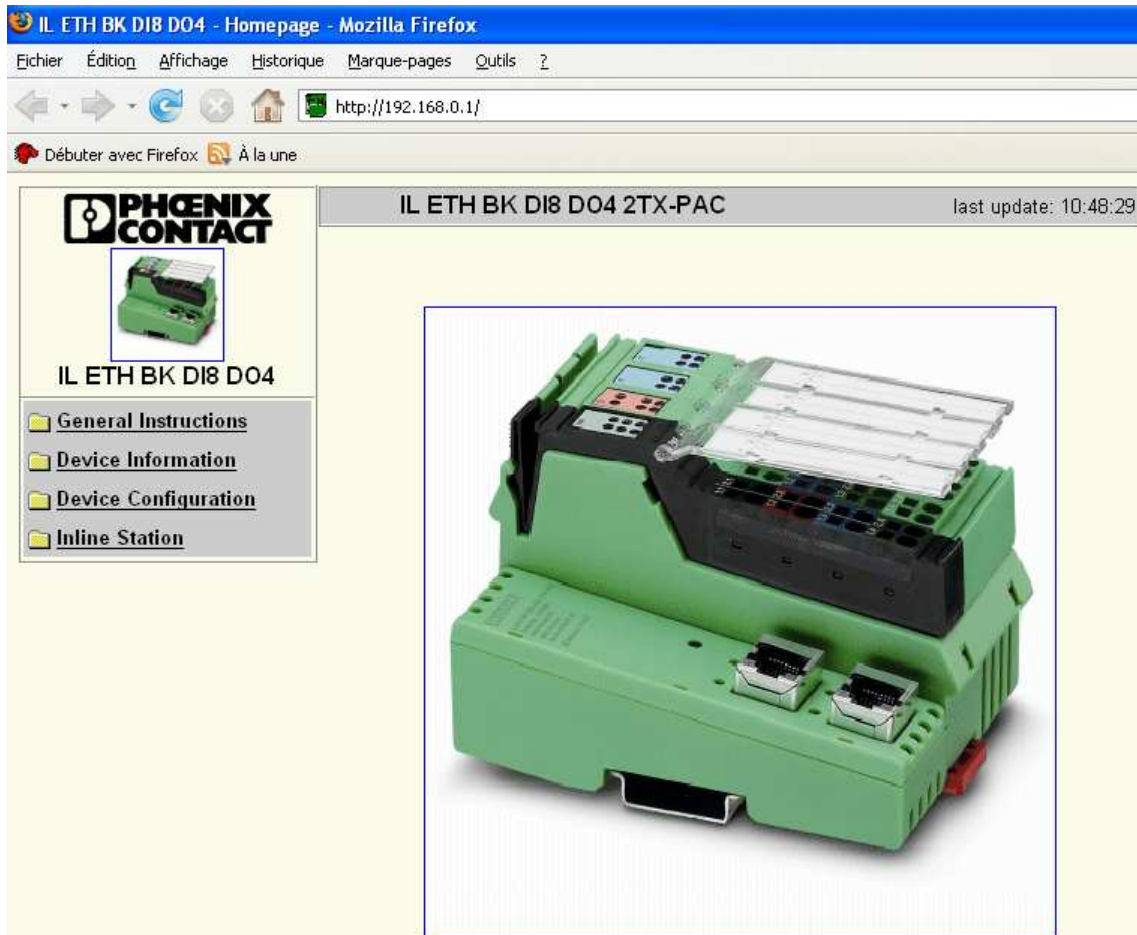 IL ETH BK DI8 DO4 - Homepage - Mozilla Firefox
Fichier Édition Affichage Historique Marque-pages Outils ?
http://192.168.0.1/
Débuter avec Firefox À la une
PHŒNIX
CONTACT
IL ETH BK DI8 DO4
General Instructions
Device Information
Device Configuration
Inline Station
IL ETH BK DI8 DO4 2TX-PAC last update: 10:48:29